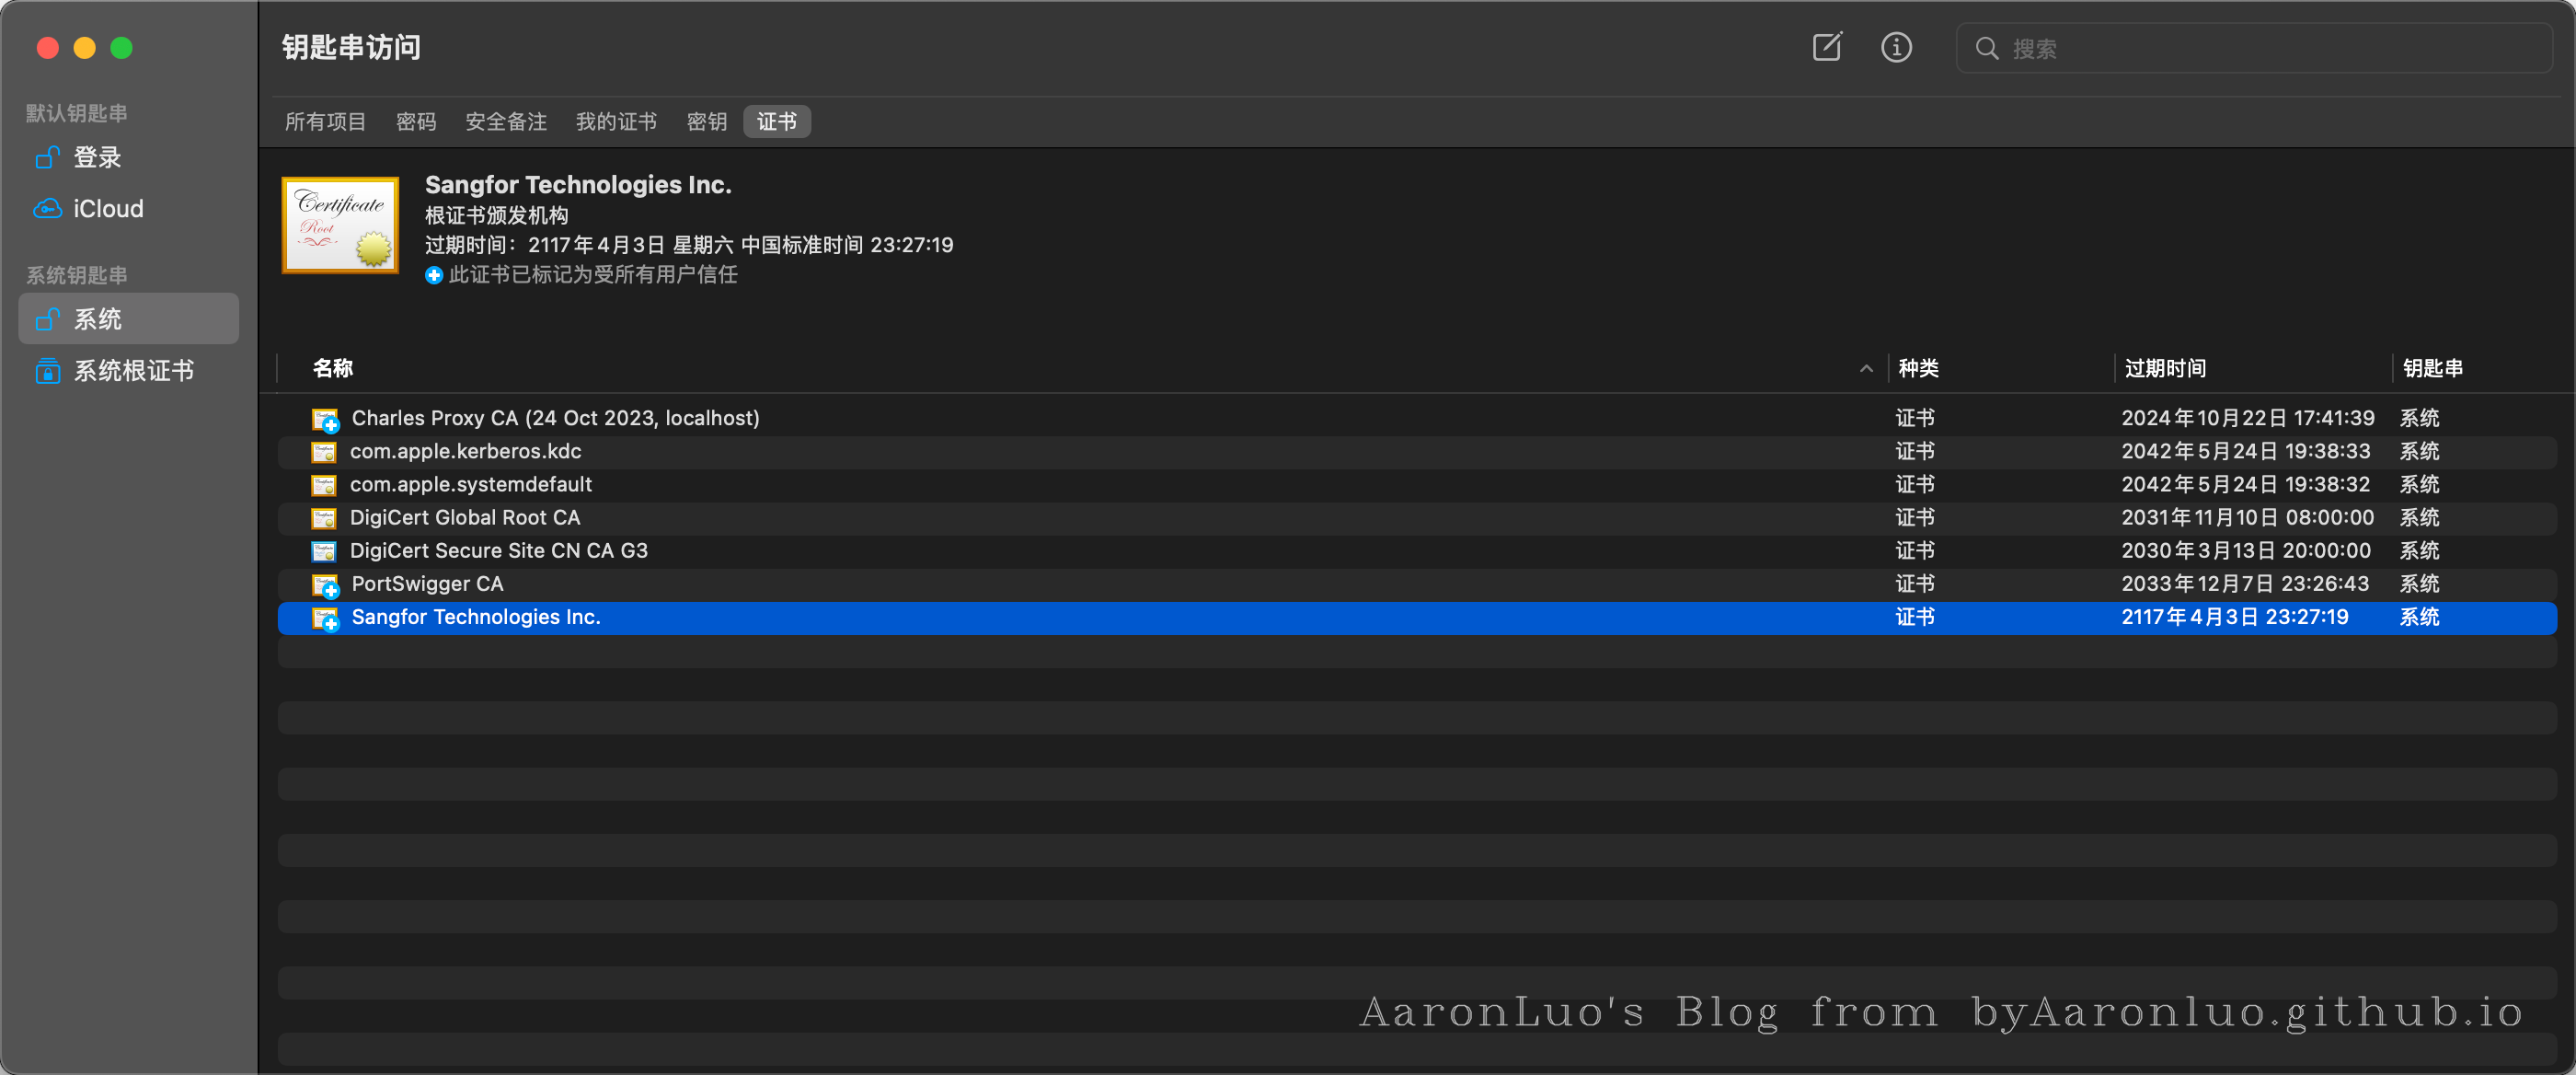 钥匙串访问
搜索
默认钥匙串
登录
iCloud
系统钥匙串
系统
系统根证书
所有项目 密码 安全备注 我的证书 密钥 证书
Certificate
Root
Sangfor Technologies Inc.
根证书颁发机构
过期时间：2117年4月3日 星期六 中国标准时间 23:27:19
此证书已标记为受所有用户信任
名称 种类 过期时间 钥匙串
Charles Proxy CA (24 Oct 2023, localhost) 证书 2024年10月22日 17:41:39 系统
com.apple.kerberos.kdc 证书 2042年5月24日 19:38:33 系统
com.apple.systemdefault 证书 2042年5月24日 19:38:32 系统
DigiCert Global Root CA 证书 2031年11月10日 08:00:00 系统
DigiCert Secure Site CN CA G3 证书 2030年3月13日 20:00:00 系统
PortSwigger CA 证书 2033年12月7日 23:26:43 系统
Sangfor Technologies Inc. 证书 2117年4月3日 23:27:19 系统
AaronLuo's Blog from byAaronluo.github.io